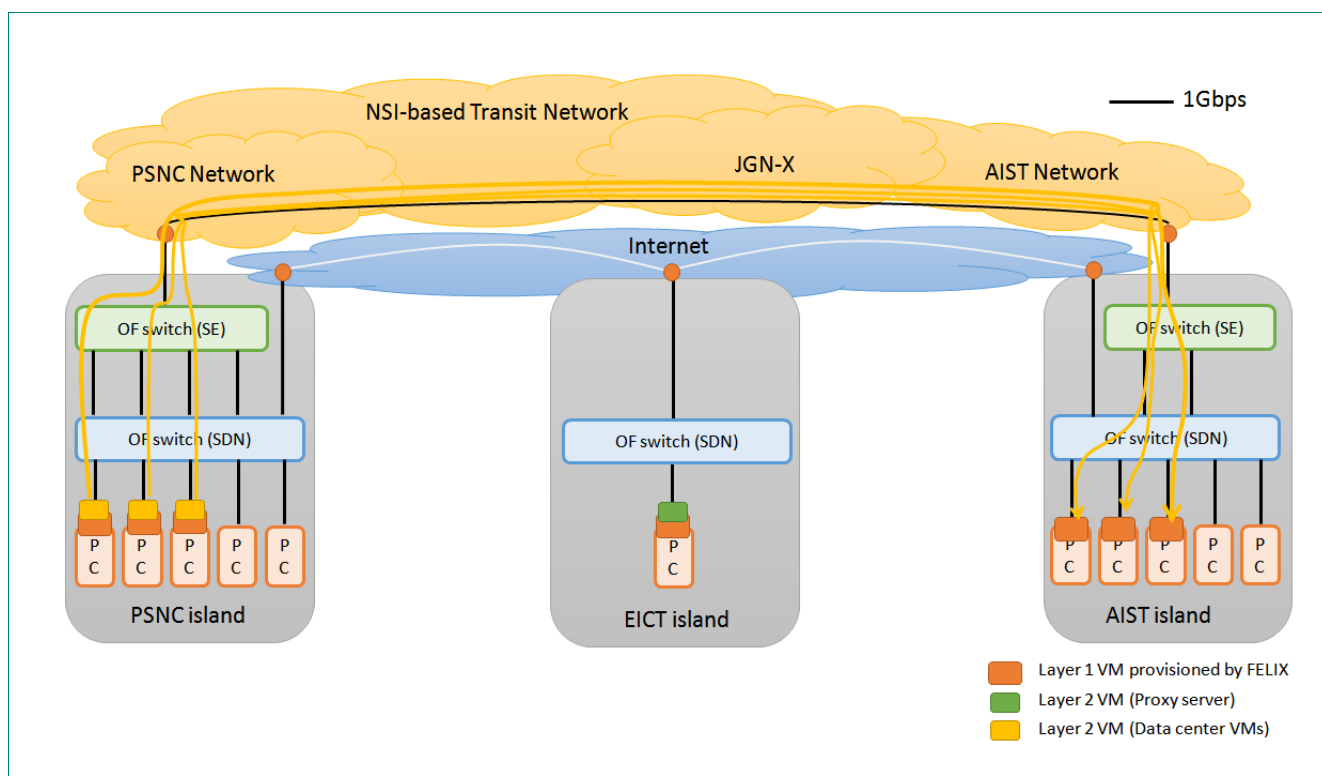 NSI-based Transit Network
1Gbps
PSNC Network
JGN-X
AIST Network
Internet
OF switch (SE)
OF switch (SE)
OF switch (SDN)
OF switch (SDN)
OF switch (SDN)
P
C
P
C
P
C
P
C
P
C
P
C
P
C
P
C
P
C
P
C
P
C
PSNC island
EICT island
AIST island
Layer 1 VM provisioned by FELIX
Layer 2 VM (Proxy server)
Layer 2 VM (Data center VMs)